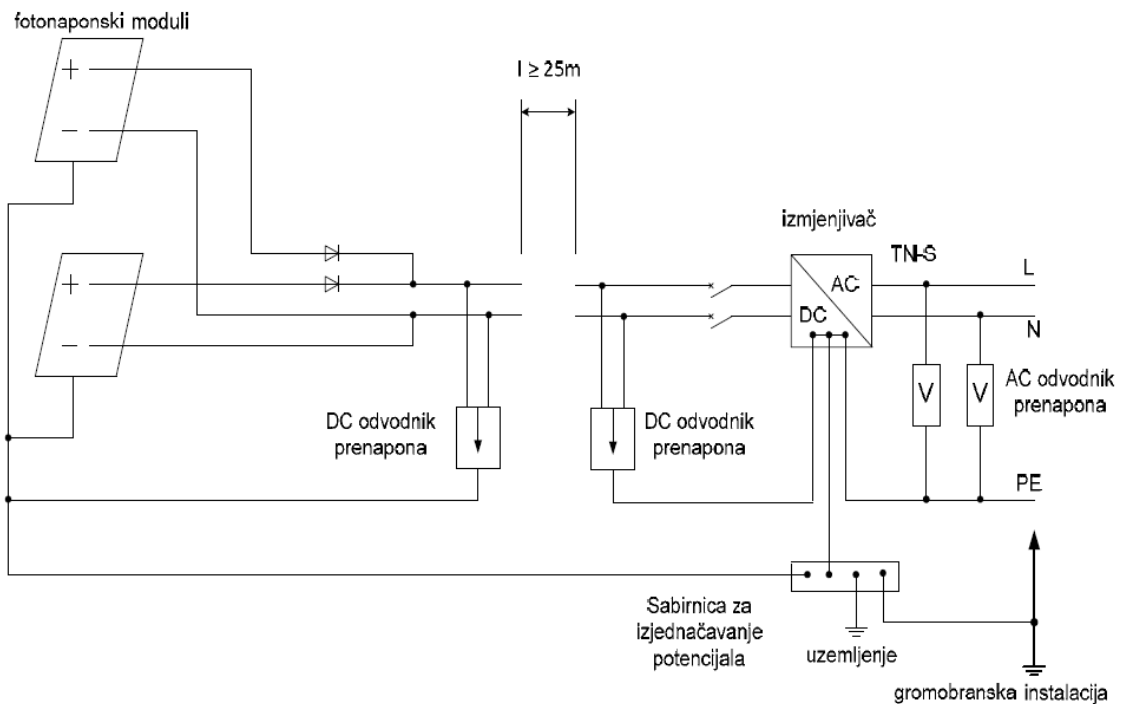 fotonaponski moduli
+
−
l ≥ 25m
+
−
izmjenjivač
TN-S
AC
DC
L
N
V
V
AC odvodnik
prenapona
DC odvodnik
prenapona
DC odvodnik
prenapona
PE
Sabirnica za
izjednačavanje
potencijala
uzemljenje
gromobranska instalacija